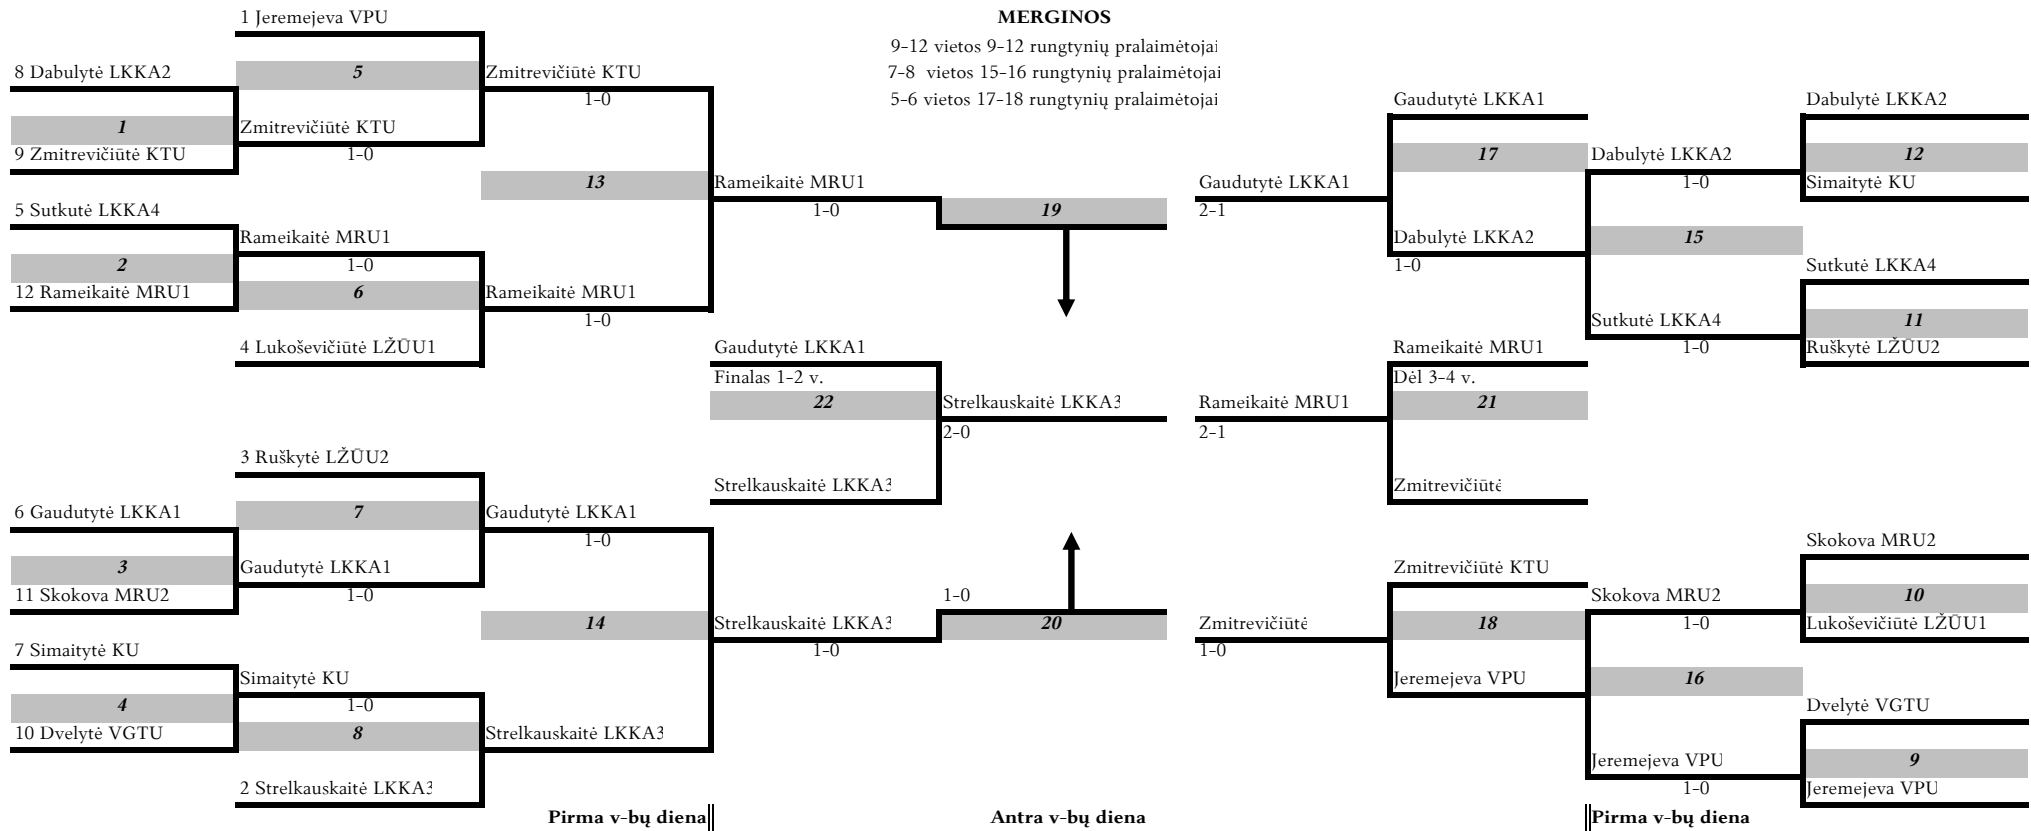 1 Jeremejeva VPU
MERGINOS
9-12 vietos 9-12 rungtynių pralaimėtojai
7-8 vietos 15-16 rungtynių pralaimėtojai
5-6 vietos 17-18 rungtynių pralaimėtojai
8 Dabulytė LKKA2
5
Zmitrevičiūtė KTU
1-0
1
Zmitrevičiūtė KTU
1-0
9 Zmitrevičiūtė KTU
13
Rameikaitė MRU1
1-0
19
5 Sutkutė LKKA4
Rameikaitė MRU1
1-0
2
12 Rameikaitė MRU1
6
Rameikaitė MRU1
1-0
4 Lukoševičiūtė LŽŪU1
Gaudutytė LKKA1
Finalas 1-2 v.
22
Strelkauskaitė LKKA3
2-0
Strelkauskaitė LKKA3
3 Ruškytė LŽŪU2
6 Gaudutytė LKKA1
7
Gaudutytė LKKA1
1-0
3
Gaudutytė LKKA1
1-0
11 Skokova MRU2
14
Strelkauskaitė LKKA3
1-0
1-0
20
7 Simaitytė KU
Simaitytė KU
1-0
4
10 Dvelytė VGTU
8
Strelkauskaitė LKKA3
2 Strelkauskaitė LKKA3
Gaudutytė LKKA1
Dabulytė LKKA2
17
Dabulytė LKKA2
1-0
12
Simaitytė KU
Gaudutytė LKKA1
2-1
Dabulytė LKKA2
1-0
15
Sutkutė LKKA4
Sutkutė LKKA4
1-0
11
Ruškytė LŽŪU2
Rameikaitė MRU1
Dėl 3-4 v.
Rameikaitė MRU1
2-1
21
Zmitrevičiūtė
Zmitrevičiūtė KTU
Skokova MRU2
Skokova MRU2
1-0
10
Lukoševičiūtė LŽŪU1
Zmitrevičiūtė
1-0
18
Jeremejeva VPU
16
Dvelytė VGTU
Jeremejeva VPU
1-0
9
Jeremejeva VPU
Pirma v-bų diena
Antra v-bų diena
Pirma v-bų diena